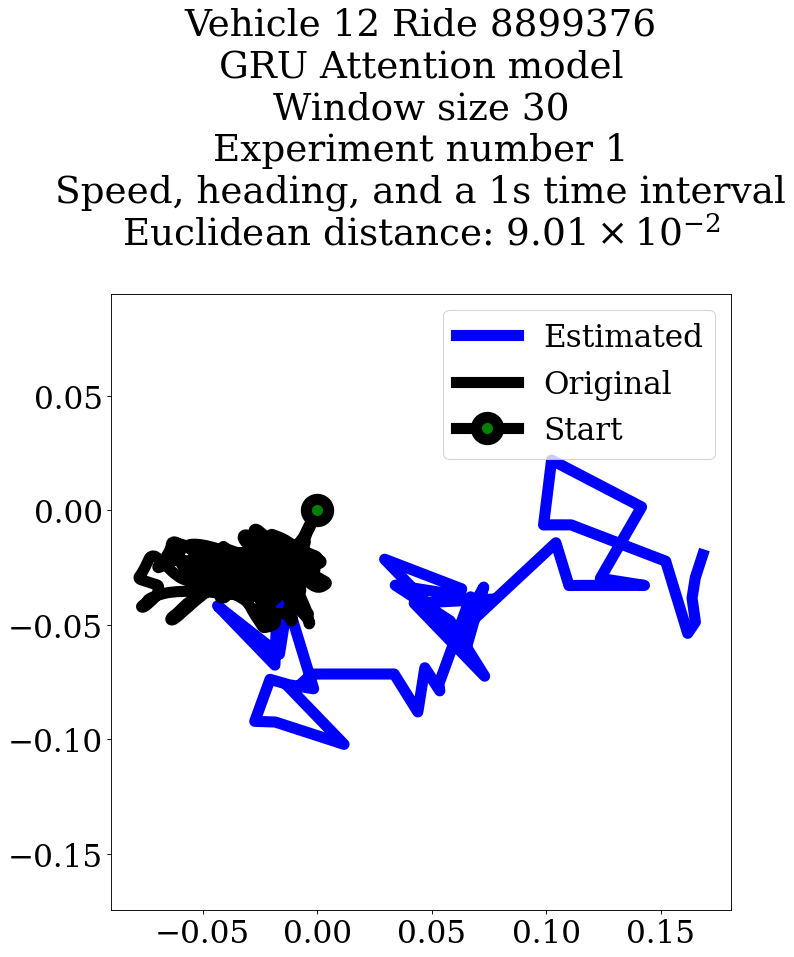 Vehicle 12 Ride 8899376
GRU Attention model
Window size 30
Experiment number 1
Speed, heading, and a 1s time interval
Euclidean distance: 9.01 × 10⁻²
Estimated
Original
Start
0.05
0.00
−0.05
−0.10
−0.15
−0.05 0.00 0.05 0.10 0.15